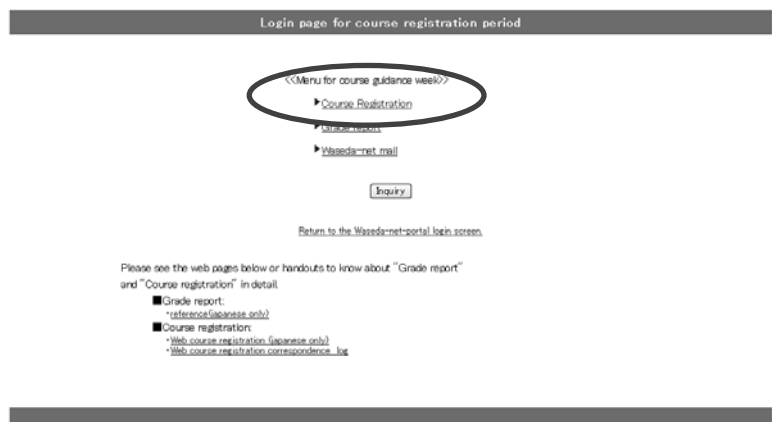 Login page for course registration period
<<Menu for course guidance week>>
▶Course Registration
▶Grade report
▶Waseda-net mail
Inquiry
Return to the Waseda-net-portal login screen.
Please see the web pages below or handouts to know about "Grade report"
and "Course registration" in detail.
■Grade report:
・reference(japanese only)
■Course registration:
・Web course registration (japanese only)
・Web course registration correspondence log